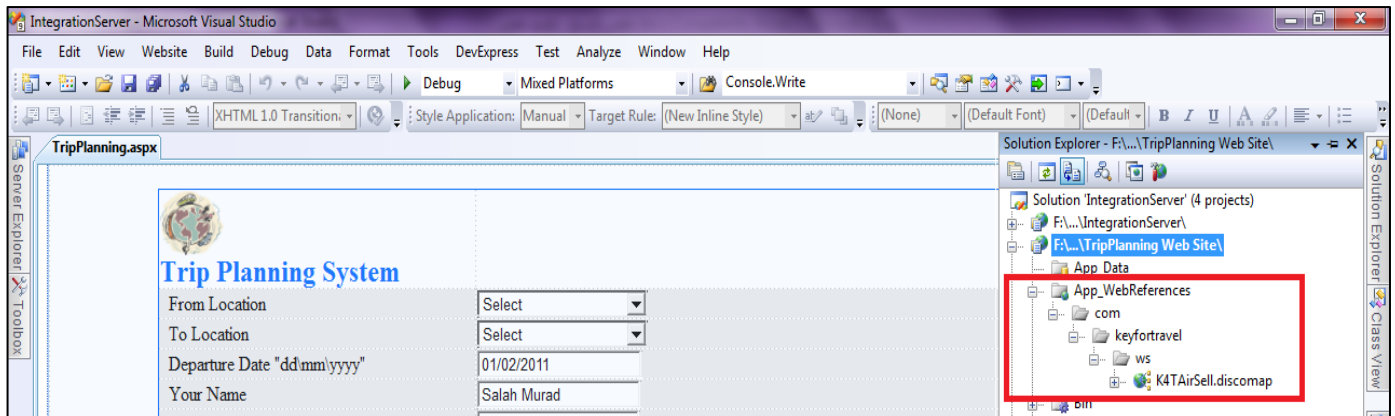 IntegrationServer - Microsoft Visual Studio
File Edit View Website Build Debug Data Format Tools DevExpress Test Analyze Window Help
Debug Mixed Platforms Console.Write
XHTML 1.0 Transition Style Application: Manual Target Rule: (New Inline Style) (None) (Default Font) (Default B I U A
TripPlanning.aspx
Solution Explorer - F:\...\TripPlanning Web Site\
Server Explorer
Toolbox
Trip Planning System
From Location Select
To Location Select
Departure Date "dd\mm\yyyy" 01/02/2011
Your Name Salah Murad
Solution 'IntegrationServer' (4 projects)
F:\...\IntegrationServer\
F:\...\TripPlanning Web Site\
App_Data
App_WebReferences
com
keyfortravel
ws
K4TAirSell.discomap
Bin
Solution Explorer
Class View